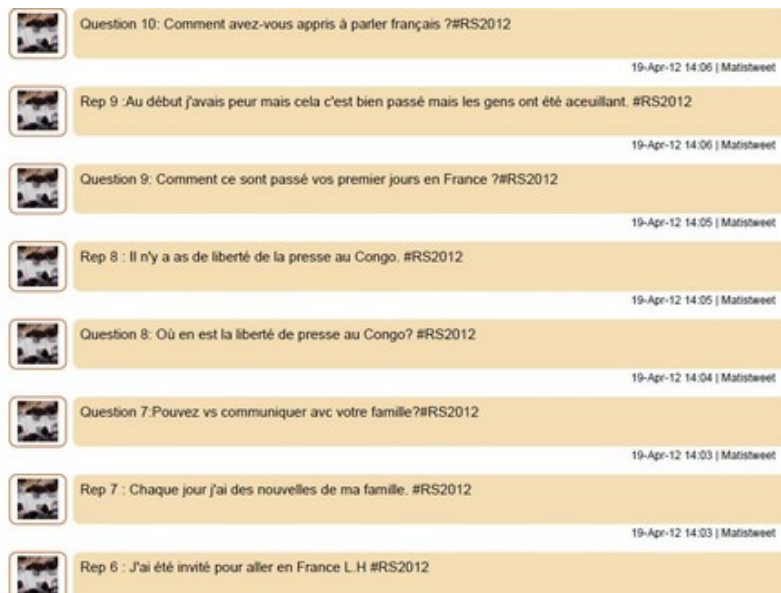 Question 10: Comment avez-vous appris à parler français ?#RS2012
19-Apr-12 14:06 | Matistweet
Rep 9 :Au début j'avais peur mais cela c'est bien passé mais les gens ont été aceuillant. #RS2012
19-Apr-12 14:06 | Matistweet
Question 9: Comment ce sont passé vos premier jours en France ?#RS2012
19-Apr-12 14:05 | Matistweet
Rep 8 : Il n'y a as de liberté de la presse au Congo. #RS2012
19-Apr-12 14:05 | Matistweet
Question 8: Où en est la liberté de presse au Congo? #RS2012
19-Apr-12 14:04 | Matistweet
Question 7:Pouvez vs communiquer avc votre famille?#RS2012
19-Apr-12 14:03 | Matistweet
Rep 7 : Chaque jour j'ai des nouvelles de ma famille. #RS2012
19-Apr-12 14:03 | Matistweet
Rep 6 : J'ai été invité pour aller en France L.H #RS2012